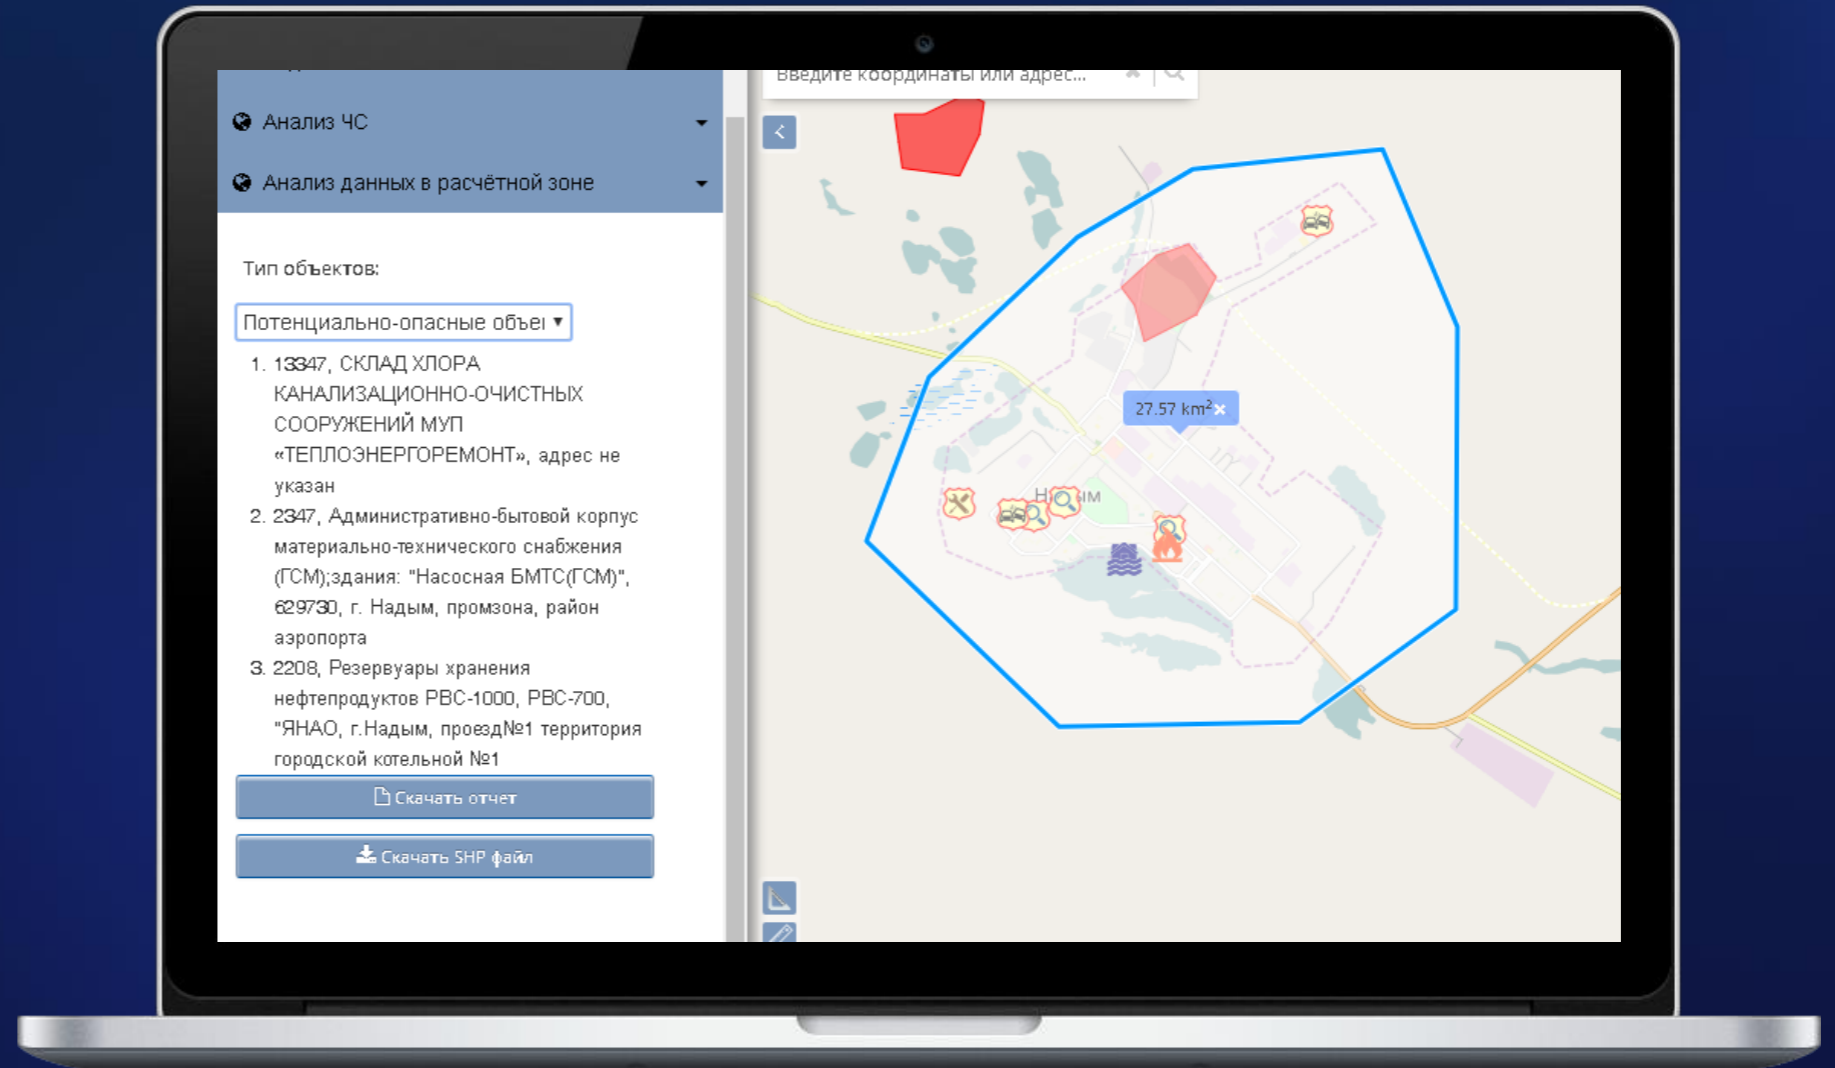 Введите координаты или адрес...
Анализ ЧС
Анализ данных в расчётной зоне
Тип объектов:
Потенциально-опасные объе
1. 13347, СКЛАД ХЛОРА
КАНАЛИЗАЦИОННО-ОЧИСТНЫХ
СООРУЖЕНИЙ МУП
«ТЕПЛОЭНЕРГОРЕМОНТ», адрес не
указан
2. 2347, Административно-бытовой корпус
материально-технического снабжения
(ГСМ);здания: "Насосная БМТС(ГСМ)",
629730, г. Надым, промзона, район
аэропорта
3. 2208, Резервуары хранения
нефтепродуктов РВС-1000, РВС-700,
"ЯНАО, г.Надым, проезд№1 территория
городской котельной №1
Скачать отчет
Скачать SHP файл
27.57 km²